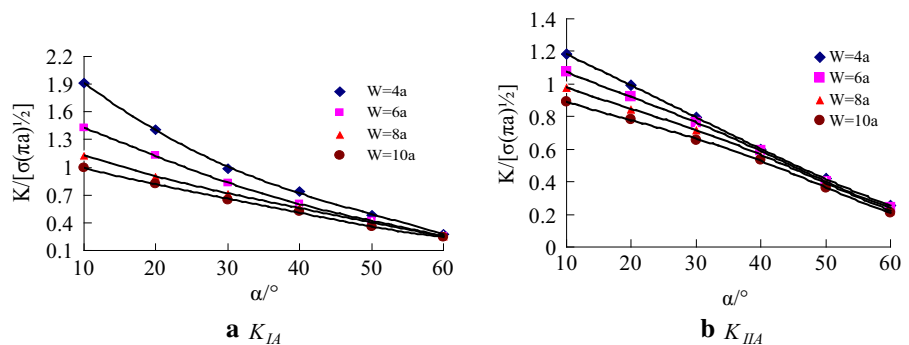 K/[σ(πa)½]
2.2
1.9
1.6
1.3
1
0.7
0.4
0.1
10 20 30 40 50 60
α/°
W=4a
W=6a
W=8a
W=10a
a K_IA
K/[σ(πa)½]
1.4
1.2
1
0.8
0.6
0.4
0.2
0
10 20 30 40 50 60
α/°
W=4a
W=6a
W=8a
W=10a
b K_IIA